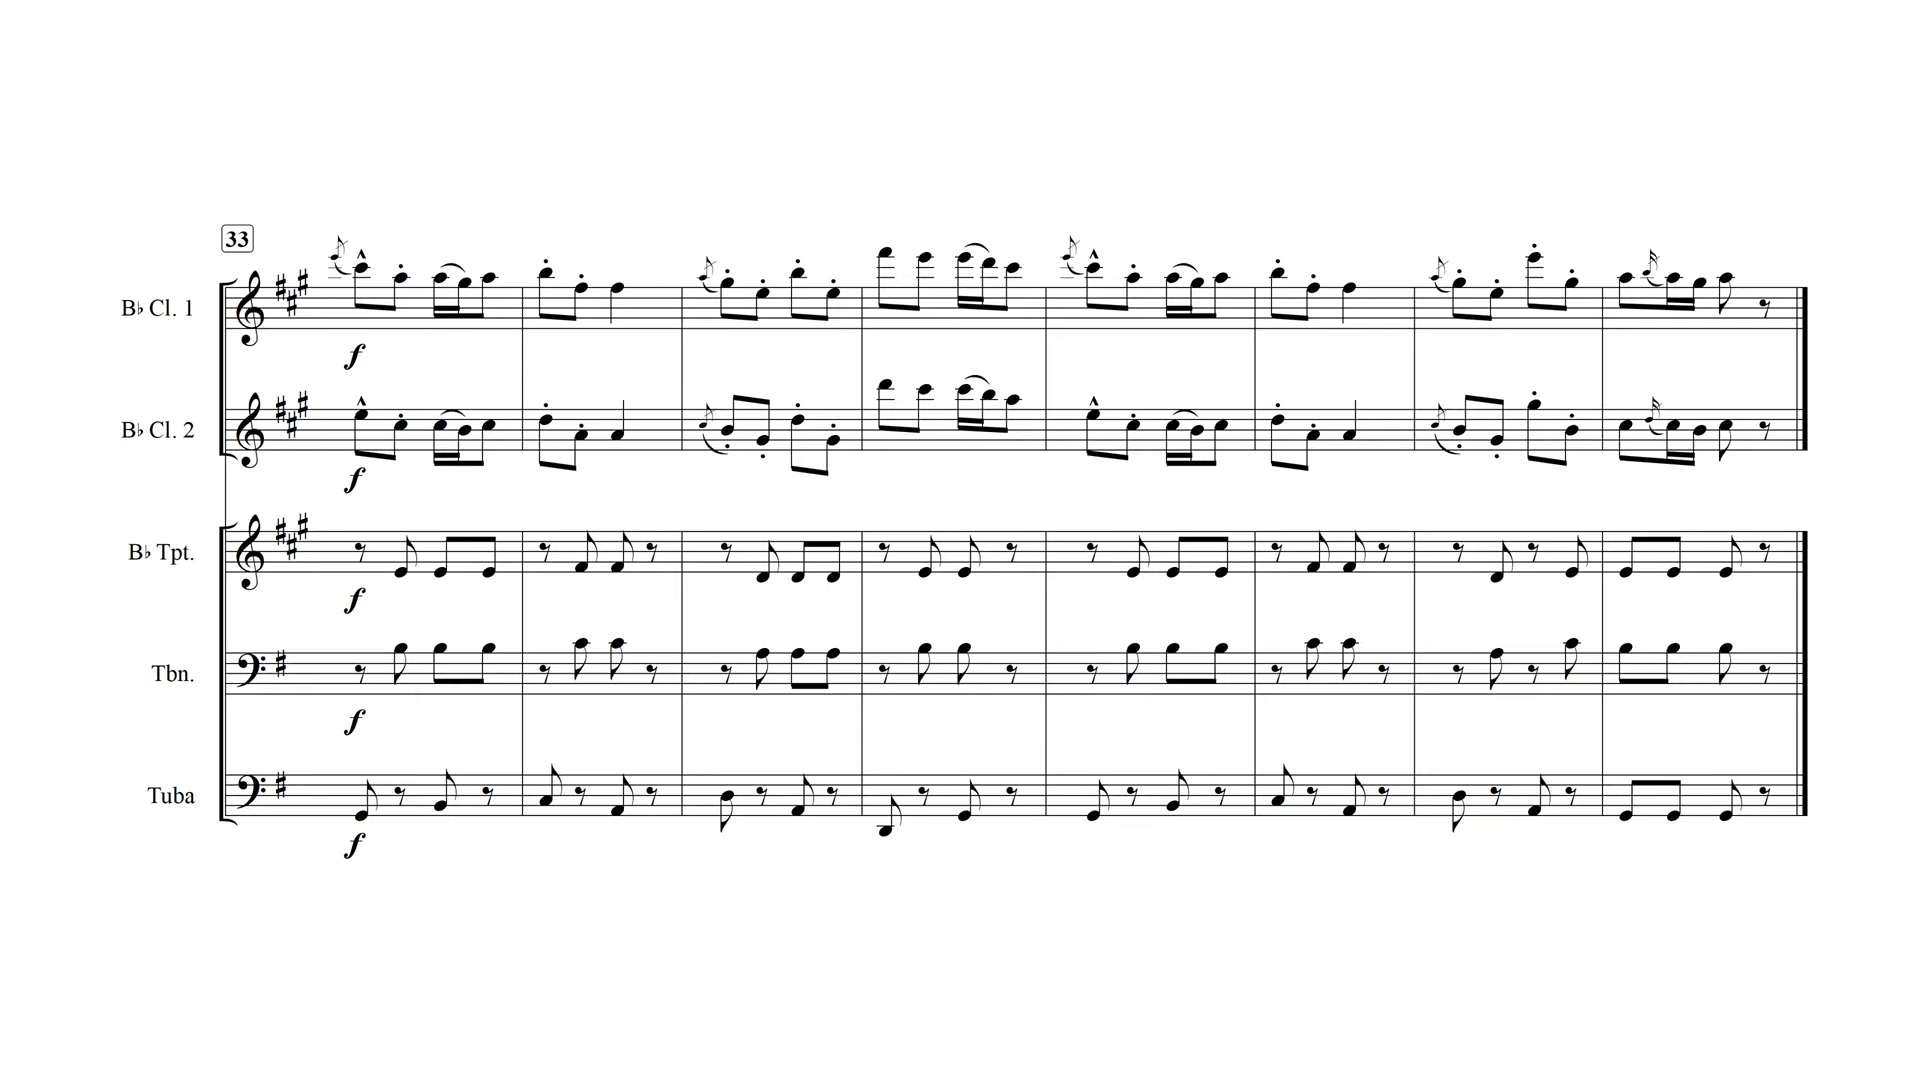 33
B♭ Cl. 1
f
B♭ Cl. 2
f
B♭ Tpt.
f
Tbn.
f
Tuba
f